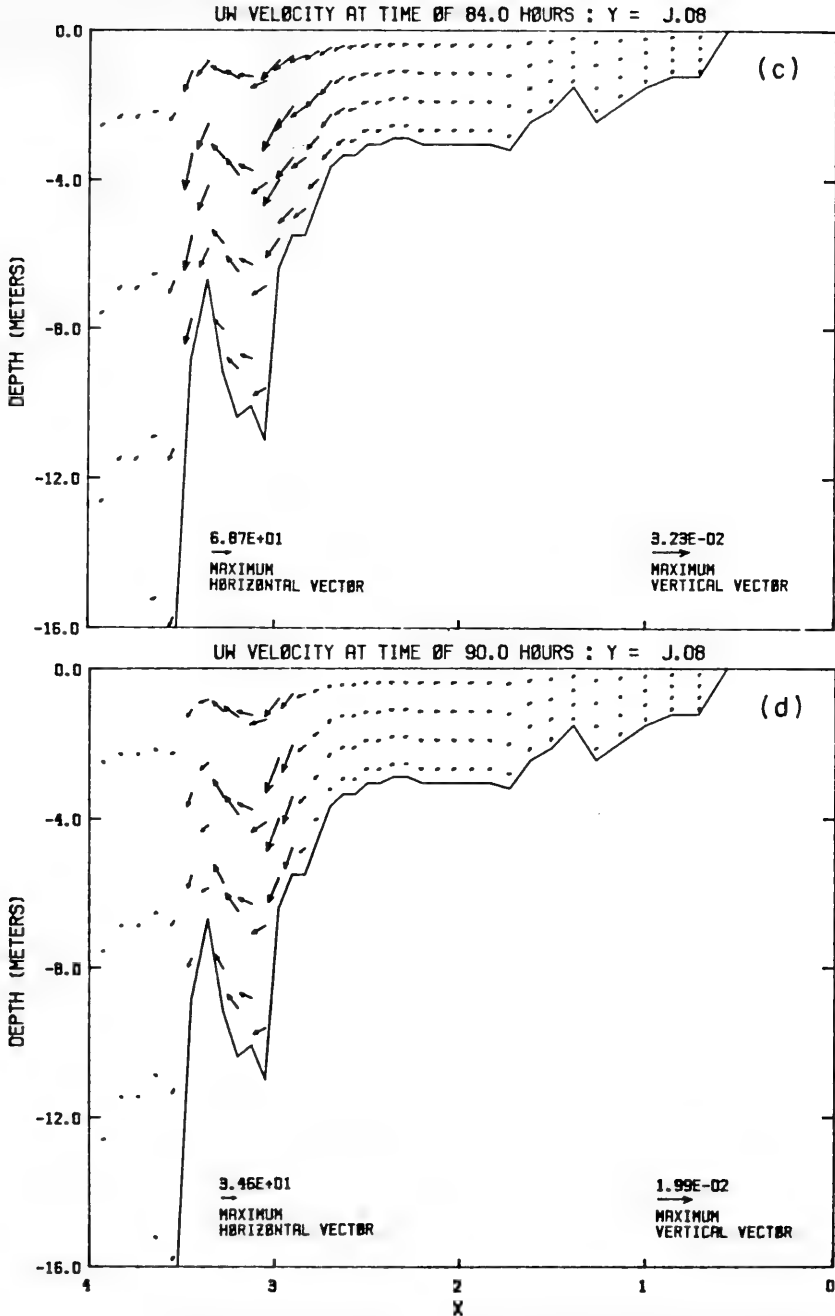 UW VELØCITY AT TIME ØF 84.0 HØURS : Y = J.08
0.0
(c)
-4.0
DEPTH (METERS)
-8.0
-12.0
6.87E+01
MAXIMUM
HØRIZØNTAL VECTØR
3.23E-02
MAXIMUM
VERTICAL VECTØR
-16.0
UW VELØCITY AT TIME ØF 90.0 HØURS : Y = J.08
0.0
(d)
-4.0
DEPTH (METERS)
-8.0
-12.0
3.46E+01
MAXIMUM
HØRIZØNTAL VECTØR
1.99E-02
MAXIMUM
VERTICAL VECTØR
-16.0
4 3 2 1 0
X